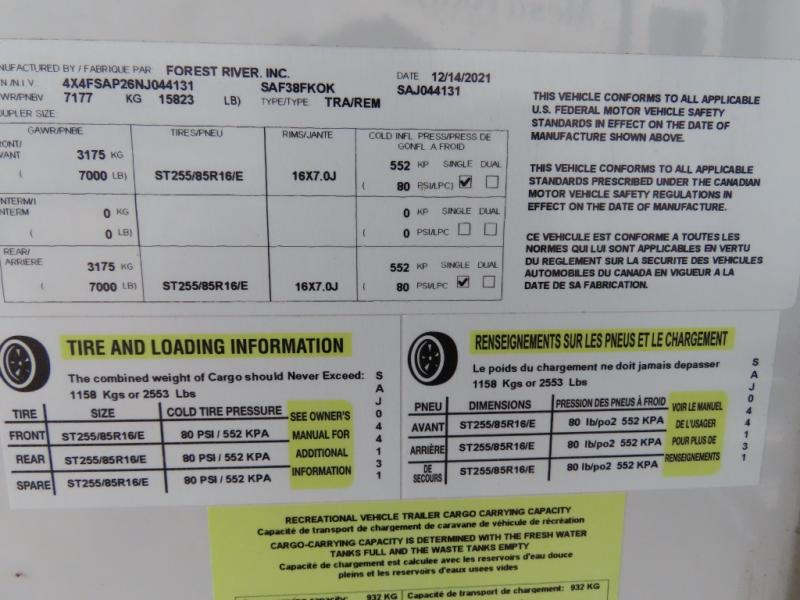 NUFACTURED BY / FABRIQUE PAR FOREST RIVER, INC. DATE 12/14/2021
N /N.I V. 4X4FSAP26NJ044131 SAF38FKOK SAJ044131
WR/PNBV 7177 KG 15823 LB) TYPE/TYPE: TRA/REM
UPLER SIZE
GAWR/PNBE TIRES/PNEU RIMS/JANTE COLD INFL PRESS/PRESS DE GONFL A FROID
RONT/
VANT 3175 KG 552 KP SINGLE DUAL
( 7000 LB) ST255/85R16/E 16X7.0J ( 80 PSI/LPC)
NTERM/I
NTERM 0 KG 0 KP SINGLE DUAL
( 0 LB) ( 0 PSI/LPC
REAR/
ARRIERE 3175 KG 552 KP SINGLE DUAL
( 7000 LB) ST255/85R16/E 16X7.0J ( 80 PSI/LPC
THIS VEHICLE CONFORMS TO ALL APPLICABLE
U.S. FEDERAL MOTOR VEHICLE SAFETY
STANDARDS IN EFFECT ON THE DATE OF
MANUFACTURE SHOWN ABOVE.
THIS VEHICLE CONFORMS TO ALL APPLICABLE
STANDARDS PRESCRIBED UNDER THE CANADIAN
MOTOR VEHICLE SAFETY REGULATIONS IN
EFFECT ON THE DATE OF MANUFACTURE.
CE VEHICULE EST CONFORME A TOUTES LES
NORMES QUI LUI SONT APPLICABLES EN VERTU
DU REGLEMENT SUR LA SECURITE DES VEHICULES
AUTOMOBILES DU CANADA EN VIGUEUR A LA
DATE DE SA FABRICATION.
TIRE AND LOADING INFORMATION
The combined weight of Cargo should Never Exceed:
1158 Kgs or 2553 Lbs
TIRE SIZE COLD TIRE PRESSURE
FRONT ST255/85R16/E 80 PSI / 552 KPA
REAR ST255/85R16/E 80 PSI / 552 KPA
SPARE ST255/85R16/E 80 PSI / 552 KPA
SEE OWNER'S
MANUAL FOR
ADDITIONAL
INFORMATION
SAJ044131
RENSEIGNEMENTS SUR LES PNEUS ET LE CHARGEMENT
Le poids du chargement ne doit jamais depasser
1158 Kgs or 2553 Lbs
PNEU DIMENSIONS PRESSION DES PNEUS À FROID
AVANT ST255/85R16/E 80 lb/po2 552 KPA
ARRIÈRE ST255/85R16/E 80 lb/po2 552 KPA
DE
SECOURS ST255/85R16/E 80 lb/po2 552 KPA
VOIR LE MANUEL
DE L'USAGER
POUR PLUS DE
RENSEIGNEMENTS
SAJ044131
RECREATIONAL VEHICLE TRAILER CARGO CARRYING CAPACITY
Capacité de transport de chargement de caravane de véhicule de récréation
CARGO-CARRYING CAPACITY IS DETERMINED WITH THE FRESH WATER
TANKS FULL AND THE WASTE TANKS EMPTY
Capacité de chargement est calculée avec les reservoirs d'eau douce
pleins et les reservoirs d'eaux usees vides
carrying capacity: 932 KG Capacité de transport de chargement: 932 KG